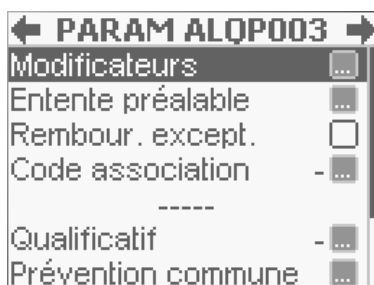 PARAM ALQP003
Modificateurs ...
Entente préalable ...
Rembour. except.
Code association - ...
-----
Qualificatif - ...
Prévention commune ...